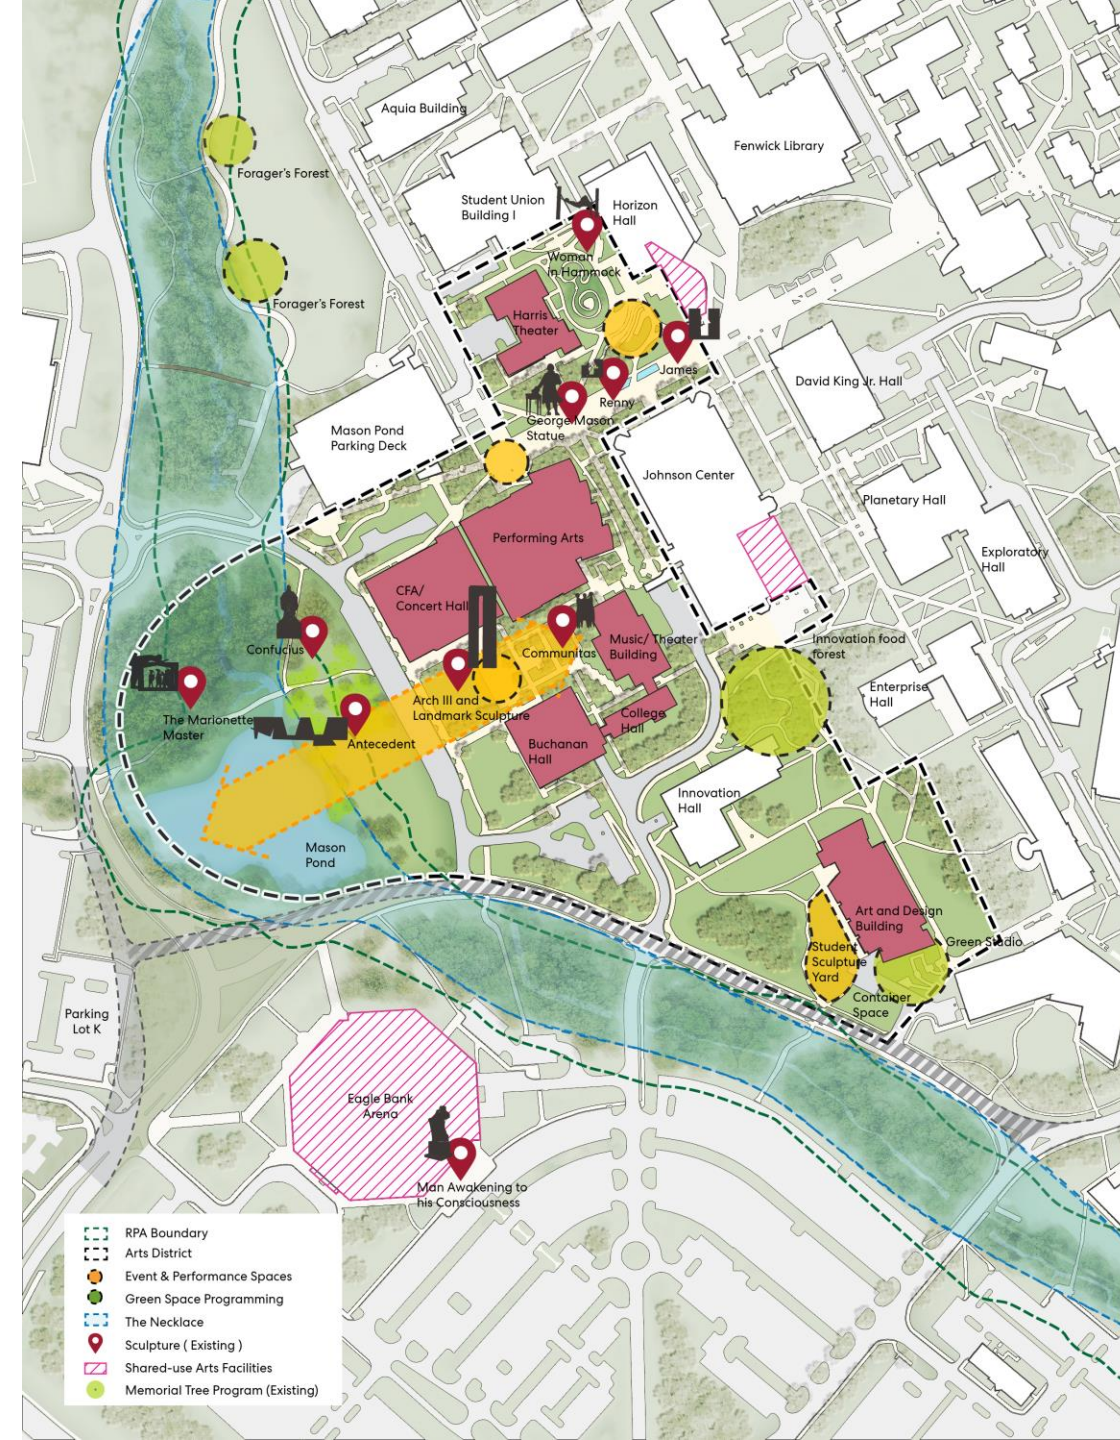 Aquia Building
Fenwick Library
Forager's Forest
Student Union
Building I
Horizon
Hall
Woman
in Hammock
Forager's Forest
Harris
Theater
James
David King Jr. Hall
Renny
George Mason
Statue
Mason Pond
Parking Deck
Johnson Center
Planetary Hall
Performing Arts
Exploratory
Hall
CFA/
Concert Hall
Confucius
Communitas
Music/ Theater
Building
Innovation food
forest
Enterprise
Hall
The Marionette
Master
Arch III and
Landmark Sculpture
College
Hall
Antecedent
Buchanan
Hall
Innovation
Hall
Mason
Pond
Art and Design
Building
Green Studio
Student
Sculpture
Yard
Container
Space
Parking
Lot K
Eagle Bank
Arena
Man Awakening to
his Consciousness
RPA Boundary
Arts District
Event & Performance Spaces
Green Space Programming
The Necklace
Sculpture ( Existing )
Shared-use Arts Facilities
Memorial Tree Program (Existing)